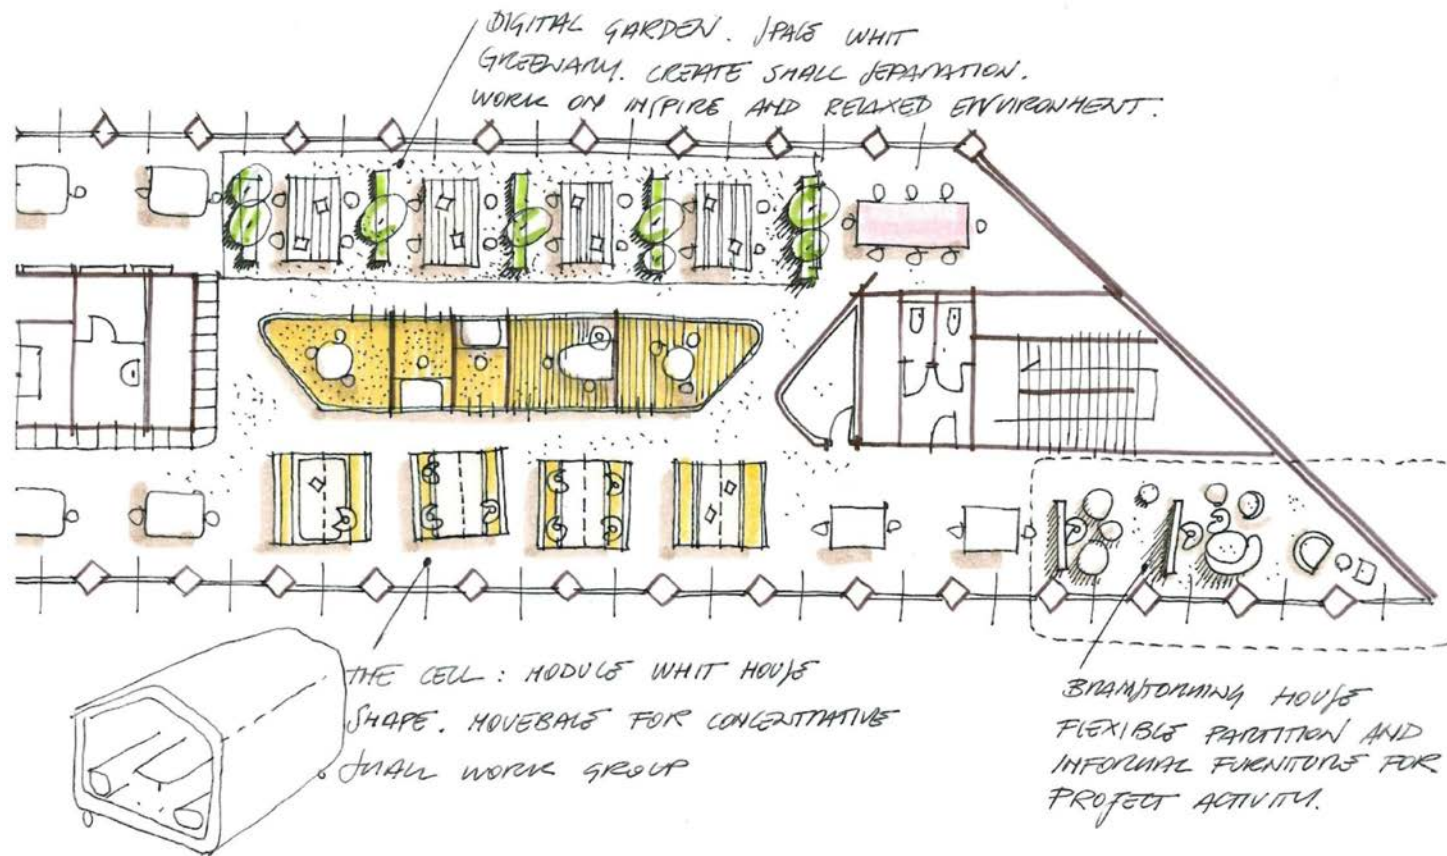 DIGITAL GARDEN. SPACE WHIT
GREENARY. CREATE SMALL SEPARATION.
WORK ON INSPIRE AND RELAXED ENVIRONMENT.
THE CELL: MODULE WHIT HOUSE
SHAPE. MOVEBALE FOR CONCENTRATIVE
SMALL WORK GROUP
BRAINSTORMING HOUSE
FLEXIBLE PARTITION AND
INFORMAL FURNITURE FOR
PROJECT ACTIVITY.